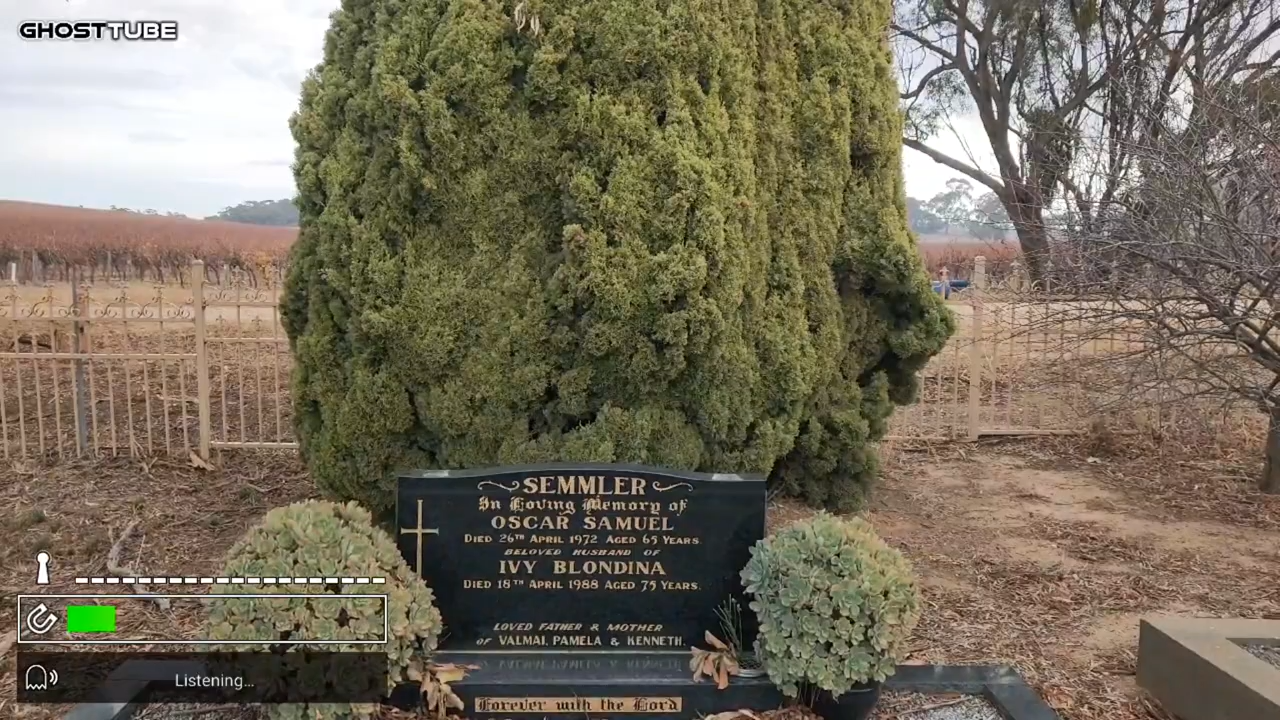 GHOSTTUBE
SEMMLER
In Loving Memory of
OSCAR SAMUEL
DIED 26TH APRIL 1972 AGED 65 YEARS.
BELOVED HUSBAND OF
IVY BLONDINA
DIED 18TH APRIL 1988 AGED 75 YEARS.
LOVED FATHER & MOTHER
OF VALMAI, PAMELA & KENNETH.
Forever with the Lord
Listening...